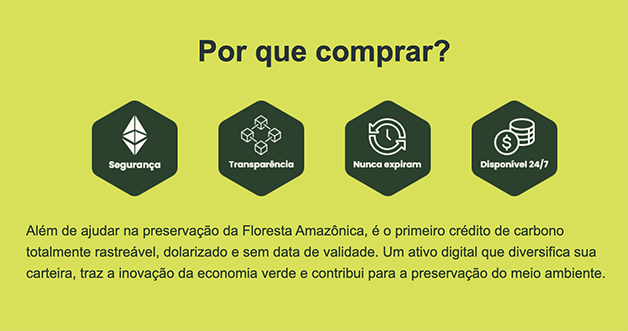 Por que comprar?
Segurança
Transparência
Nunca expiram
Disponível 24/7
Além de ajudar na preservação da Floresta Amazônica, é o primeiro crédito de carbono
totalmente rastreável, dolarizado e sem data de validade. Um ativo digital que diversifica sua
carteira, traz a inovação da economia verde e contribui para a preservação do meio ambiente.